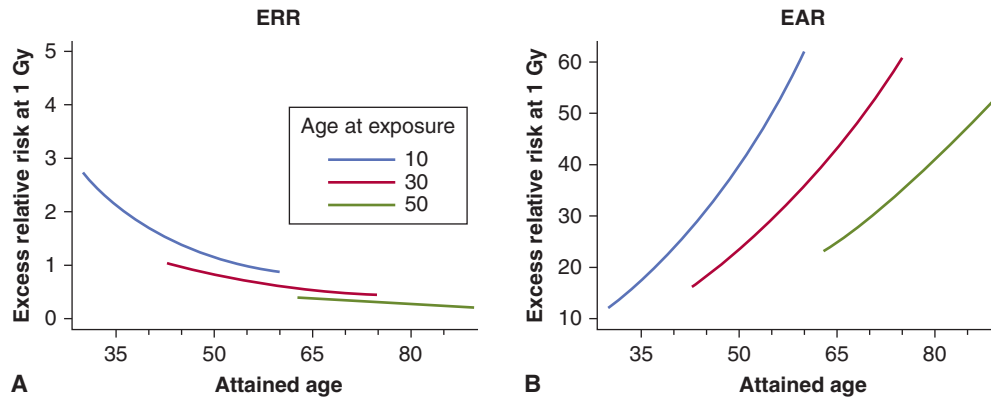 ERR
Excess relative risk at 1 Gy
5
4
3
2
1
0
Age at exposure
10
30
50
35 50 65 80
A
Attained age
EAR
Excess relative risk at 1 Gy
60
50
40
30
20
10
35 50 65 80
B
Attained age